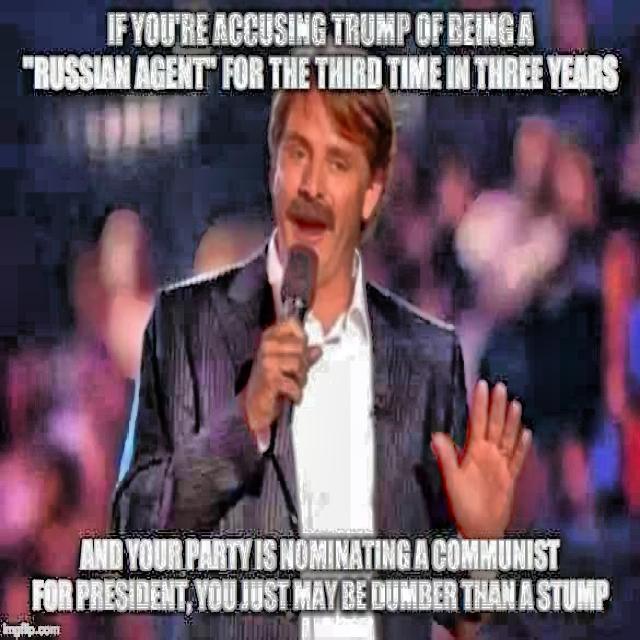 IF YOU'RE ACCUSING TRUMP OF BEING A
"RUSSIAN AGENT" FOR THE THIRD TIME IN THREE YEARS
AND YOUR PARTY IS NOMINATING A COMMUNIST
FOR PRESIDENT, YOU JUST MAY BE DUMBER THAN A STUMP
imgflip.com